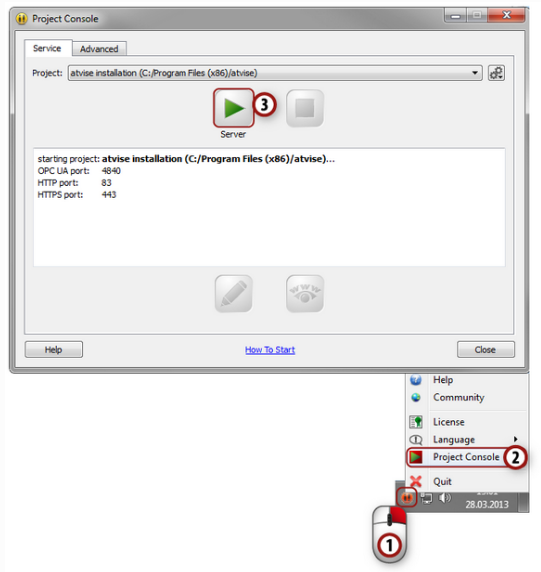 Project Console
Service Advanced
Project: atvise installation (C:/Program Files (x86)/atvise)
3
Server
starting project: atvise installation (C:/Program Files (x86)/atvise)...
OPC UA port: 4840
HTTP port: 83
HTTPS port: 443
WWW
Help How To Start Close
Help
Community
License
Language
Project Console 2
Quit
28.03.2013
1